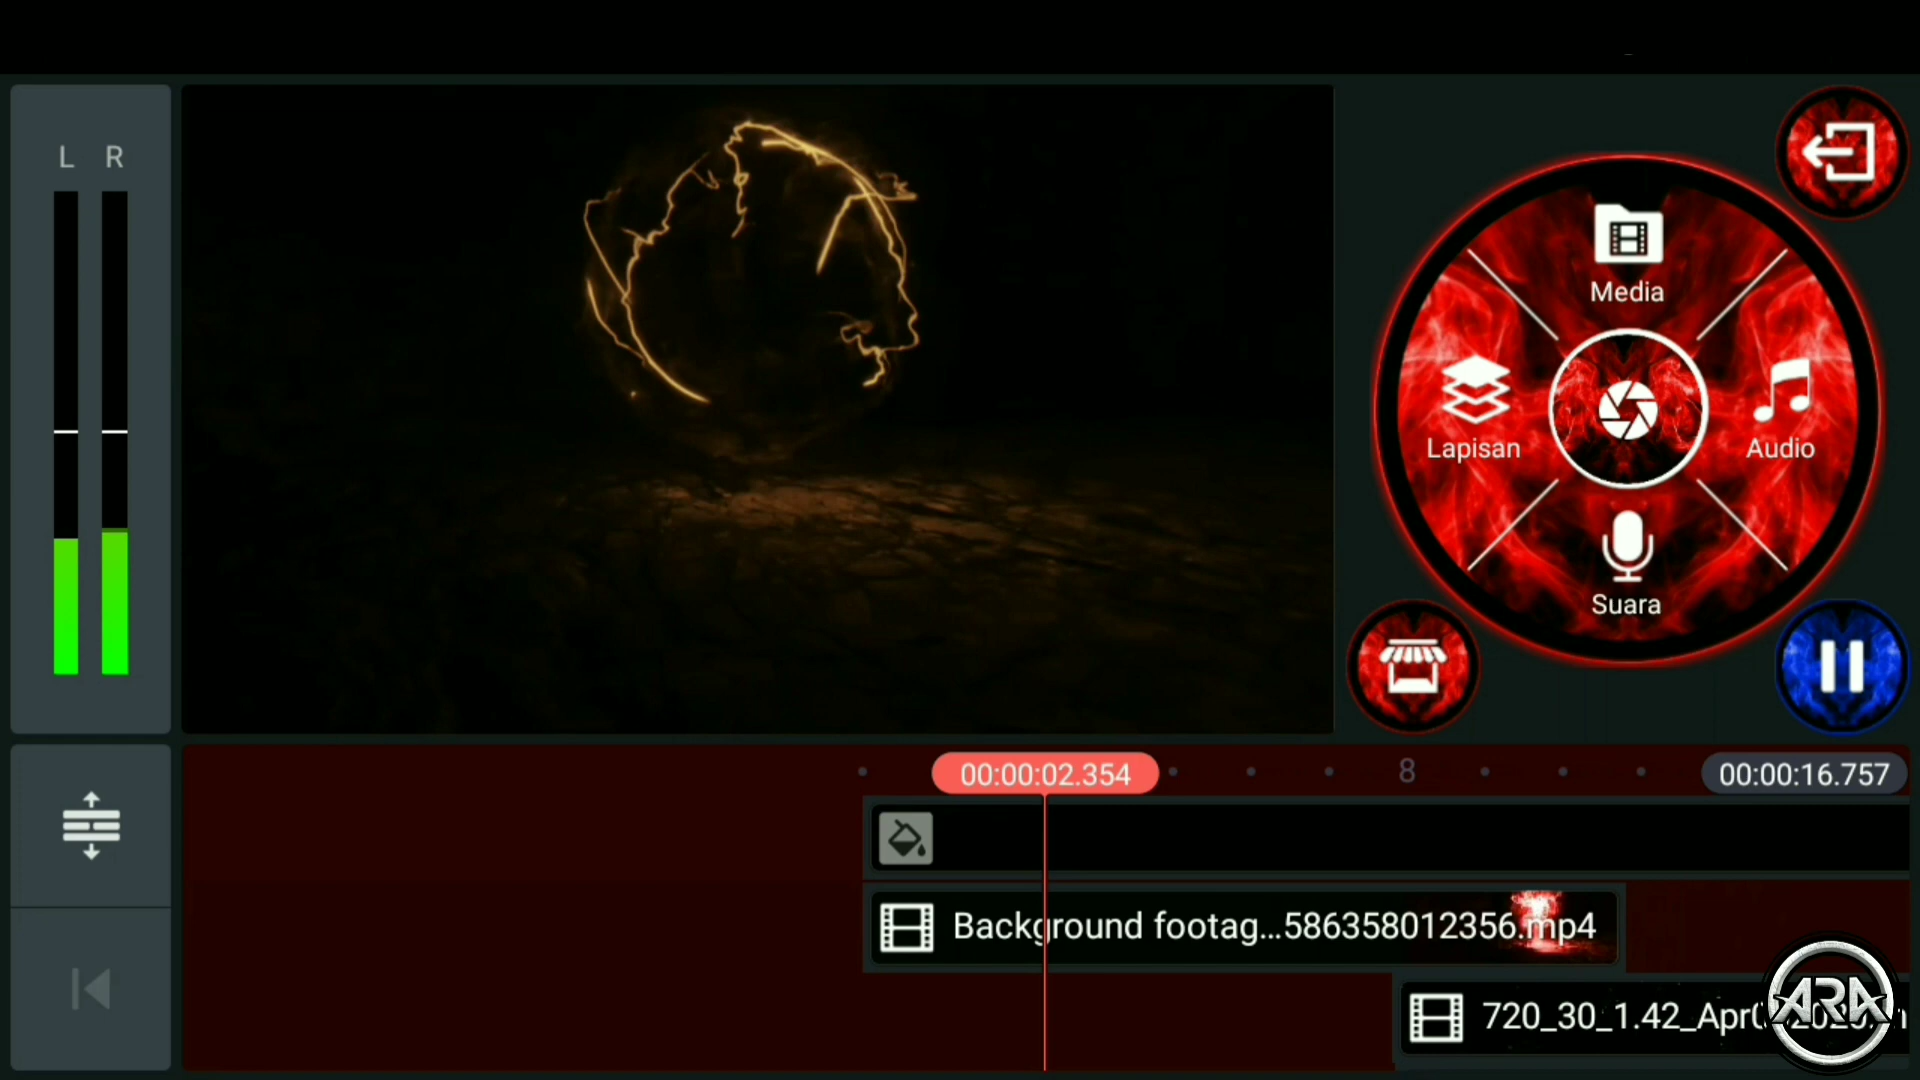 L R
Media
Lapisan
Audio
Suara
00:00:02.354
8
00:00:16.757
Background footag...586358012356.mp4
720_30_1.42_Apr
ARA